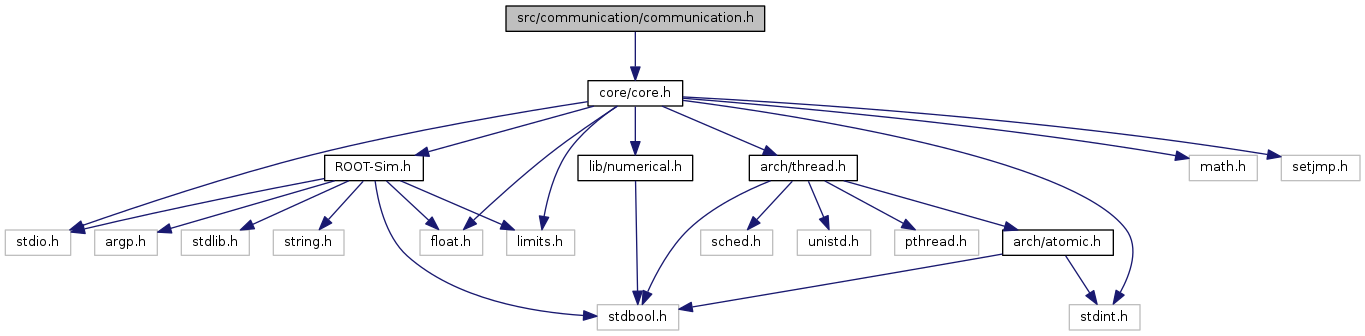 src/communication/communication.h
core/core.h
ROOT-Sim.h
lib/numerical.h
arch/thread.h
math.h
setjmp.h
stdio.h
argp.h
stdlib.h
string.h
float.h
limits.h
sched.h
unistd.h
pthread.h
arch/atomic.h
stdbool.h
stdint.h